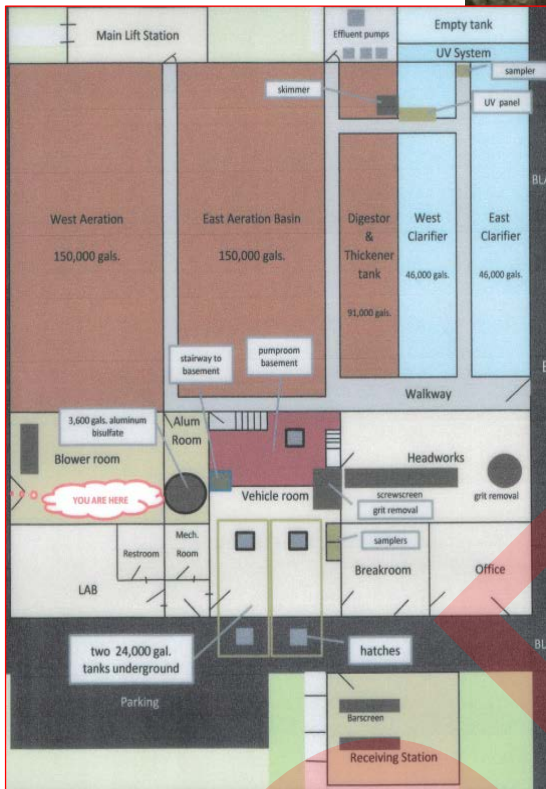 Main Lift Station
Effluent pumps
Empty tank
UV System
sampler
skimmer
UV panel
West Aeration
150,000 gals.
East Aeration Basin
150,000 gals.
Digestor
&
Thickener
tank
91,000 gals.
West
Clarifier
46,000 gals.
East
Clarifier
46,000 gals.
stairway to
basement
pumproom
basement
Walkway
3,600 gals. aluminum
bisulfate
Alum
Room
Blower room
YOU ARE HERE
Vehicle room
Headworks
screwscreen
grit removal
grit removal
Restroom
Mech.
Room
samplers
LAB
Breakroom
Office
two 24,000 gal.
tanks underground
hatches
Parking
Barscreen
Receiving Station